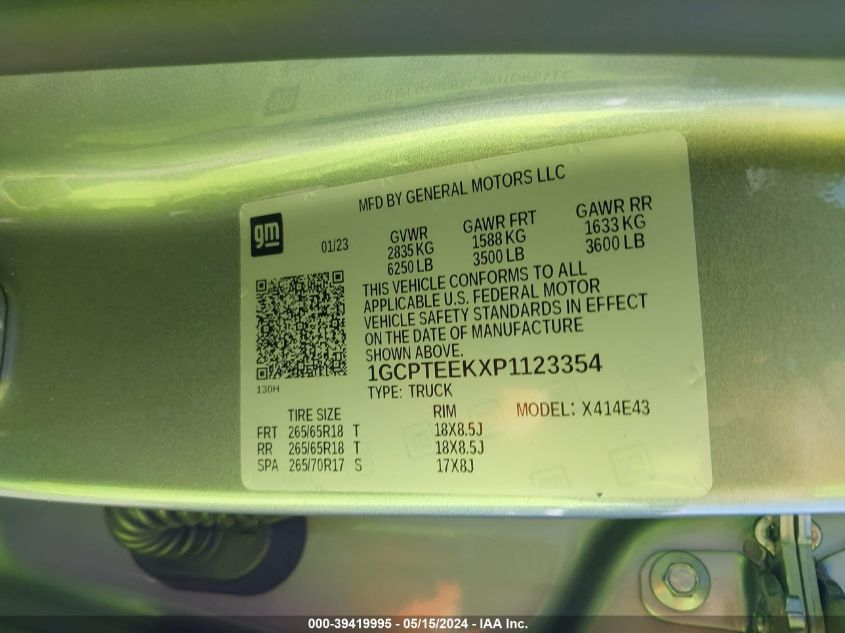 MFD BY GENERAL MOTORS LLC
gm
01/23
GVWR GAWR FRT GAWR RR
2835 KG 1588 KG 1633 KG
6250 LB 3500 LB 3600 LB
THIS VEHICLE CONFORMS TO ALL
APPLICABLE U.S. FEDERAL MOTOR
VEHICLE SAFETY STANDARDS IN EFFECT
ON THE DATE OF MANUFACTURE
SHOWN ABOVE.
1GCPTEEKXP1123354
130H
TYPE: TRUCK
TIRE SIZE RIM MODEL: X414E43
FRT 265/65R18 T 18X8.5J
RR 265/65R18 T 18X8.5J
SPA 265/70R17 S 17X8J
000-39419995 - 05/15/2024 - IAA Inc.